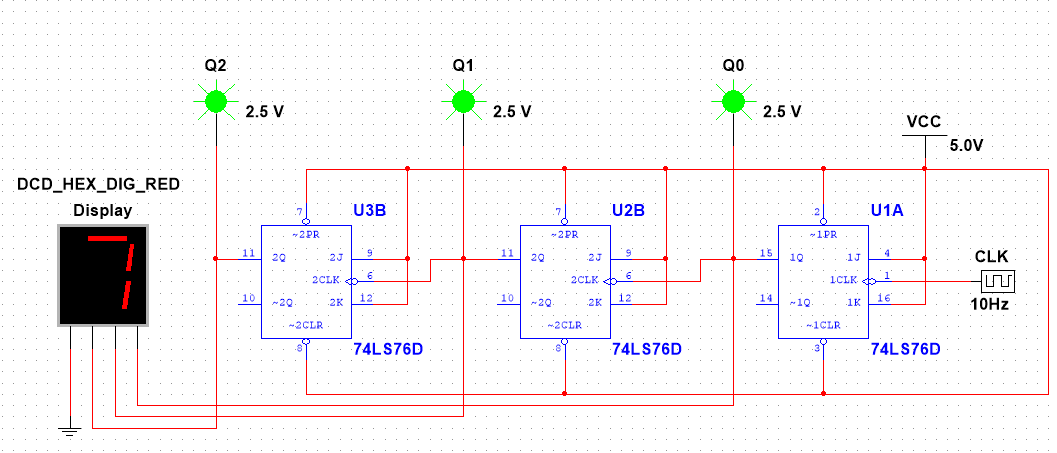 Q2
Q1
Q0
2.5 V
2.5 V
2.5 V
VCC
5.0V
DCD_HEX_DIG_RED
Display
7
7
7
2
U3B
U2B
U1A
~2PR
~2PR
~1PR
11
2Q
2J
9
11
2Q
2J
9
15
1Q
1J
4
2CLK
6
2CLK
6
1CLK
1
CLK
10
~2Q
2K
12
10
~2Q
2K
12
14
~1Q
1K
16
10Hz
~2CLR
~2CLR
~1CLR
8
8
3
74LS76D
74LS76D
74LS76D